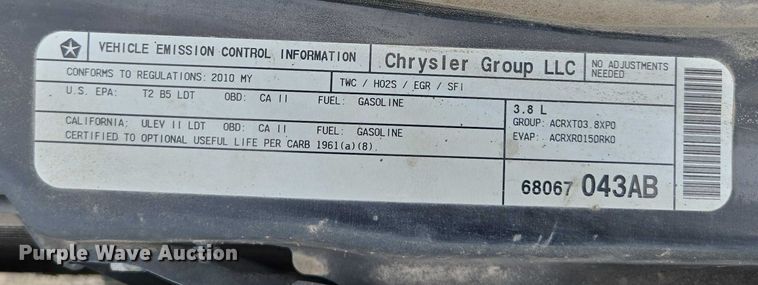 VEHICLE EMISSION CONTROL INFORMATION
Chrysler Group LLC
NO ADJUSTMENTS
NEEDED
CONFORMS TO REGULATIONS: 2010 MY
TWC / HO2S / EGR / SFI
U.S. EPA: T2 B5 LDT OBD: CA II FUEL: GASOLINE
3.8 L
GROUP: ACRXT03.8XP0
EVAP: ACRXR0150RK0
CALIFORNIA: ULEV II LDT OBD: CA II FUEL: GASOLINE
CERTIFIED TO OPTIONAL USEFUL LIFE PER CARB 1961(a)(8).
68067 043AB
Purple Wave Auction